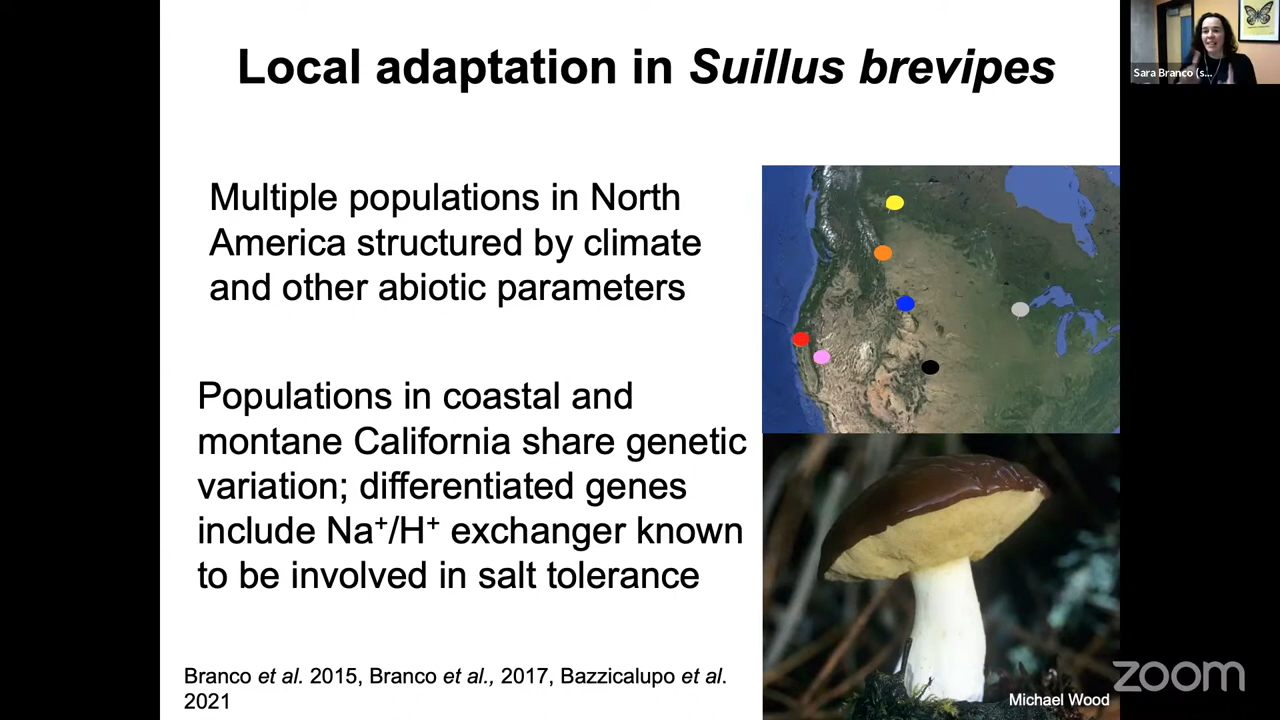 Local adaptation in Suillus brevipes
Sara Branco (s...
Multiple populations in North
America structured by climate
and other abiotic parameters
Populations in coastal and
montane California share genetic
variation; differentiated genes
include Na⁺/H⁺ exchanger known
to be involved in salt tolerance
Branco et al. 2015, Branco et al., 2017, Bazzicalupo et al.
2021
Michael Wood
zoom